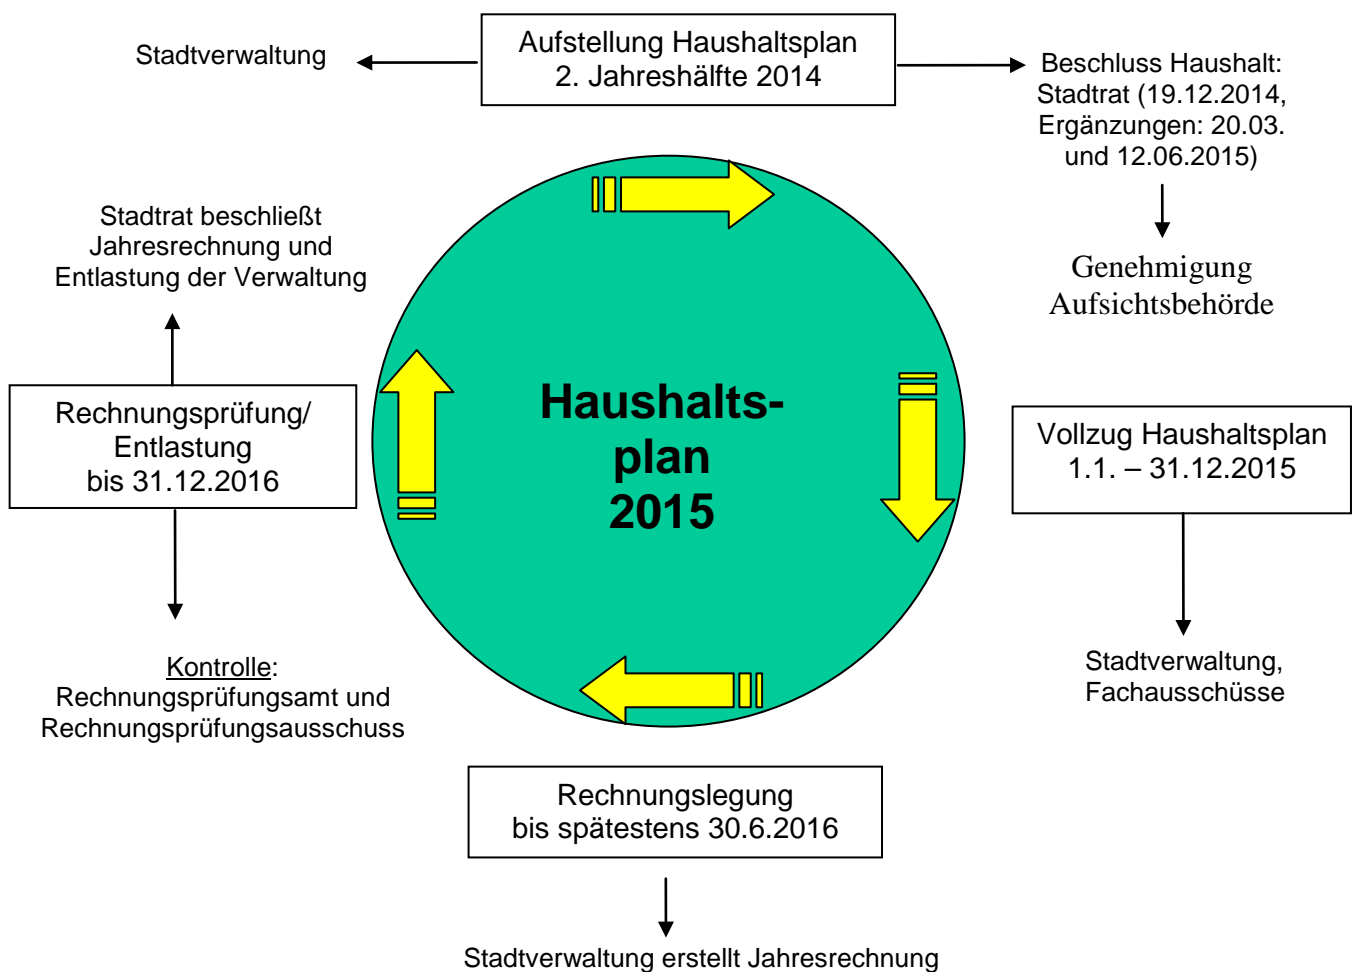 Stadtverwaltung
Aufstellung Haushaltsplan
2. Jahreshälfte 2014
Beschluss Haushalt:
Stadtrat (19.12.2014,
Ergänzungen: 20.03.
und 12.06.2015)
Genehmigung
Aufsichtsbehörde
Stadtrat beschließt
Jahresrechnung und
Entlastung der Verwaltung
Rechnungsprüfung/
Entlastung
bis 31.12.2016
Haushalts-
plan
2015
Vollzug Haushaltsplan
1.1. – 31.12.2015
Kontrolle:
Rechnungsprüfungsamt und
Rechnungsprüfungsausschuss
Stadtverwaltung,
Fachausschüsse
Rechnungslegung
bis spätestens 30.6.2016
Stadtverwaltung erstellt Jahresrechnung